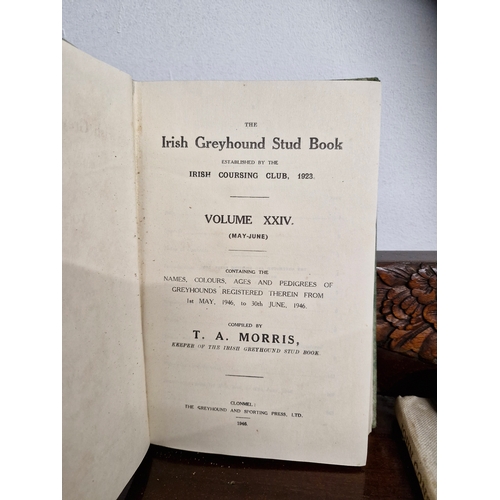 THE
Irish Greyhound Stud Book
ESTABLISHED BY THE
IRISH COURSING CLUB, 1923.
VOLUME XXIV.
(MAY-JUNE)
CONTAINING THE
NAMES, COLOURS, AGES AND PEDIGREES OF
GREYHOUNDS REGISTERED THEREIN FROM
1st MAY, 1946, to 30th JUNE, 1946.
COMPILED BY
T. A. MORRIS,
KEEPER OF THE IRISH GREYHOUND STUD BOOK
CLONMEL:
THE GREYHOUND AND SPORTING PRESS, LTD.
1946.